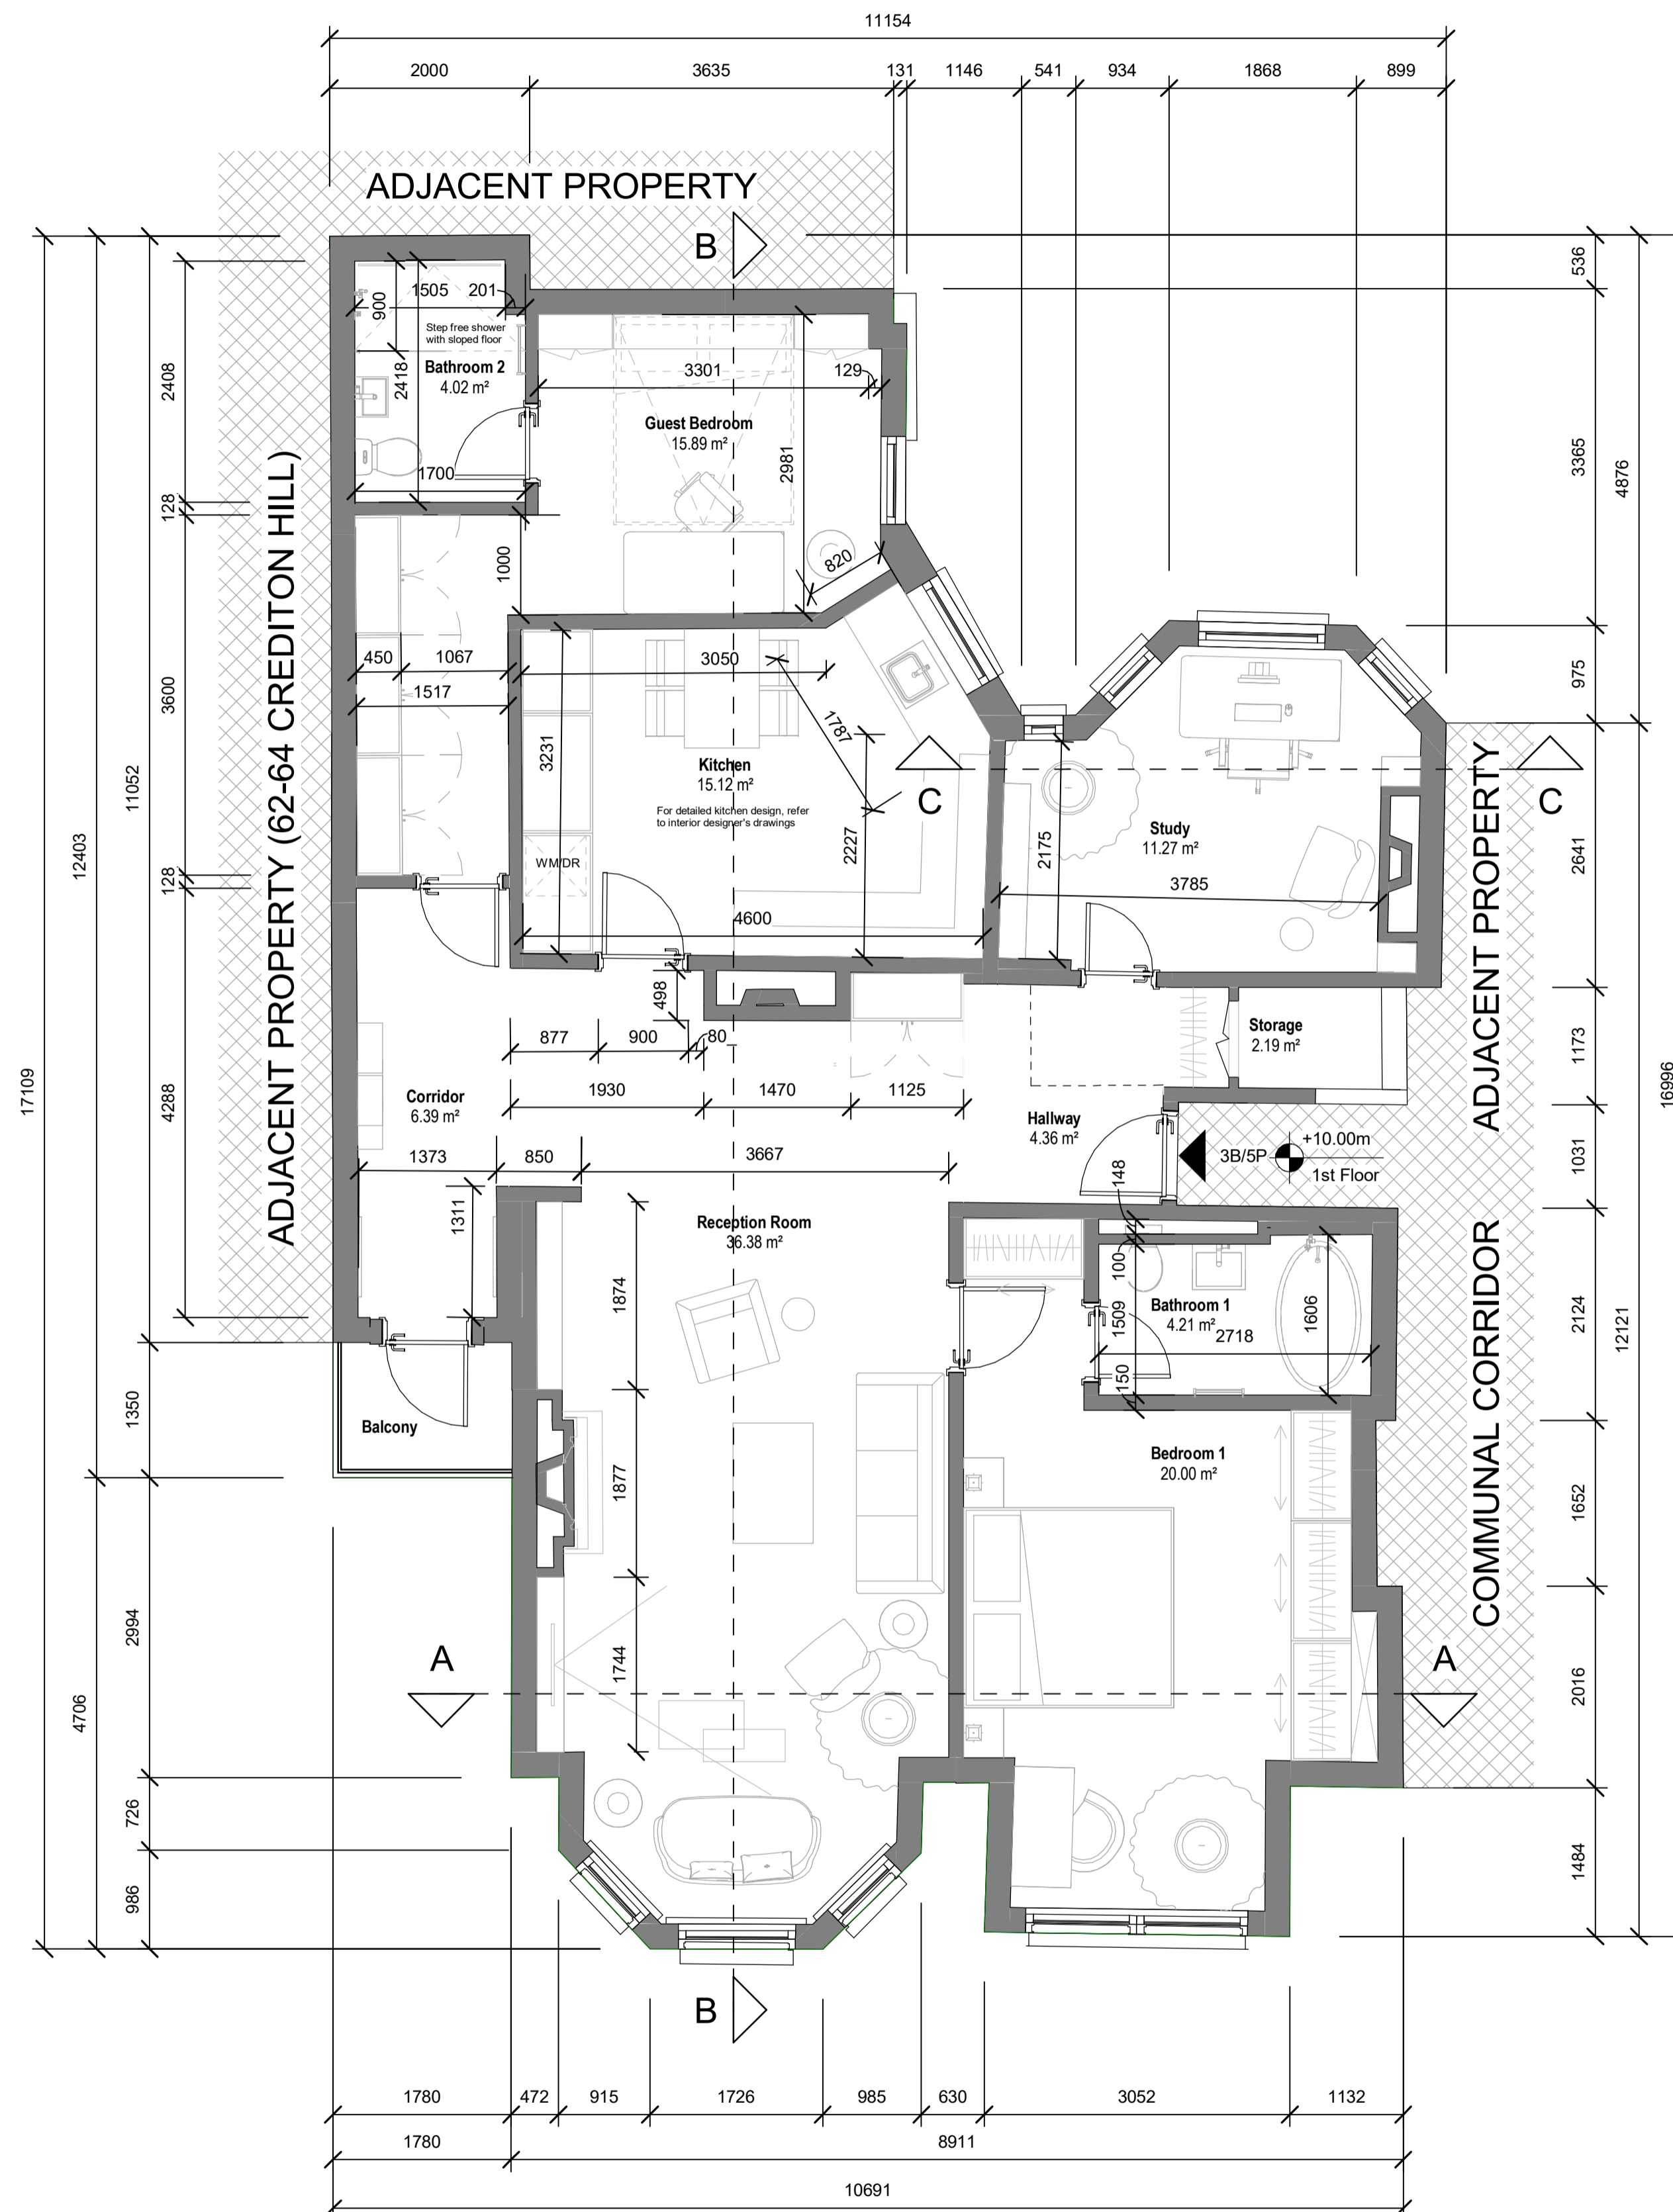 11154
2000
3635
131
1146
541
934
1868
899
ADJACENT PROPERTY
B
536
3365
4876
975
2641
1173
1031
16996
2124
12121
1652
2016
1484
2408
128
3600
128
4288
11052
12403
17109
1350
2994
4706
726
986
ADJACENT PROPERTY (62-64 CREDITON HILL)
900
1505
201
Step free shower
with sloped floor
Bathroom 2
4.02 m²
2418
1700
3301
129
Guest Bedroom
15.89 m²
2981
820
1000
450
1067
1517
3050
3231
1787
Kitchen
15.12 m²
For detailed kitchen design, refer
to interior designer's drawings
WM/DR
2227
4600
C
C
Study
11.27 m²
2175
3785
ADJACENT PROPERTY
498
877
900
80
1930
1470
1125
Storage
2.19 m²
Corridor
6.39 m²
Hallway
4.36 m²
3B/5P
+10.00m
1st Floor
1373
850
3667
1311
148
Reception Room
36.38 m²
1874
100
1509
150
Bathroom 1
4.21 m²
2718
1606
COMMUNAL CORRIDOR
Balcony
1877
Bedroom 1
20.00 m²
1744
A
A
B
1780
472
915
1726
985
630
3052
1132
1780
8911
10691